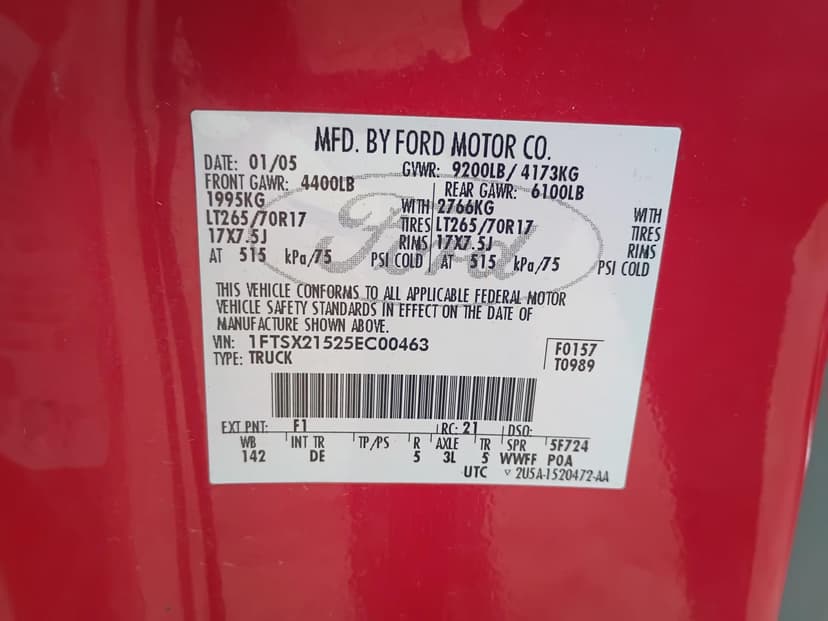 MFD. BY FORD MOTOR CO.
DATE: 01/05 GVWR: 9200LB/ 4173KG
FRONT GAWR: 4400LB REAR GAWR: 6100LB
1995KG WITH 2766KG WITH
LT265/70R17 TIRES LT265/70R17 TIRES
17X7.5J RIMS 17X7.5J RIMS
AT 515 kPa/75 PSI COLD AT 515 kPa/75 PSI COLD
THIS VEHICLE CONFORMS TO ALL APPLICABLE FEDERAL MOTOR
VEHICLE SAFETY STANDARDS IN EFFECT ON THE DATE OF
MANUFACTURE SHOWN ABOVE.
VIN: 1FTSX21525EC00463 F0157
TYPE: TRUCK T0989
Ford
EXT PNT: F1 RC: 21 DSO:
WB INT TR TP/PS R AXLE TR SPR 5F724
142 DE 5 3L 5 WWFF POA
UTC ▽ 2U5A-1520472-AA